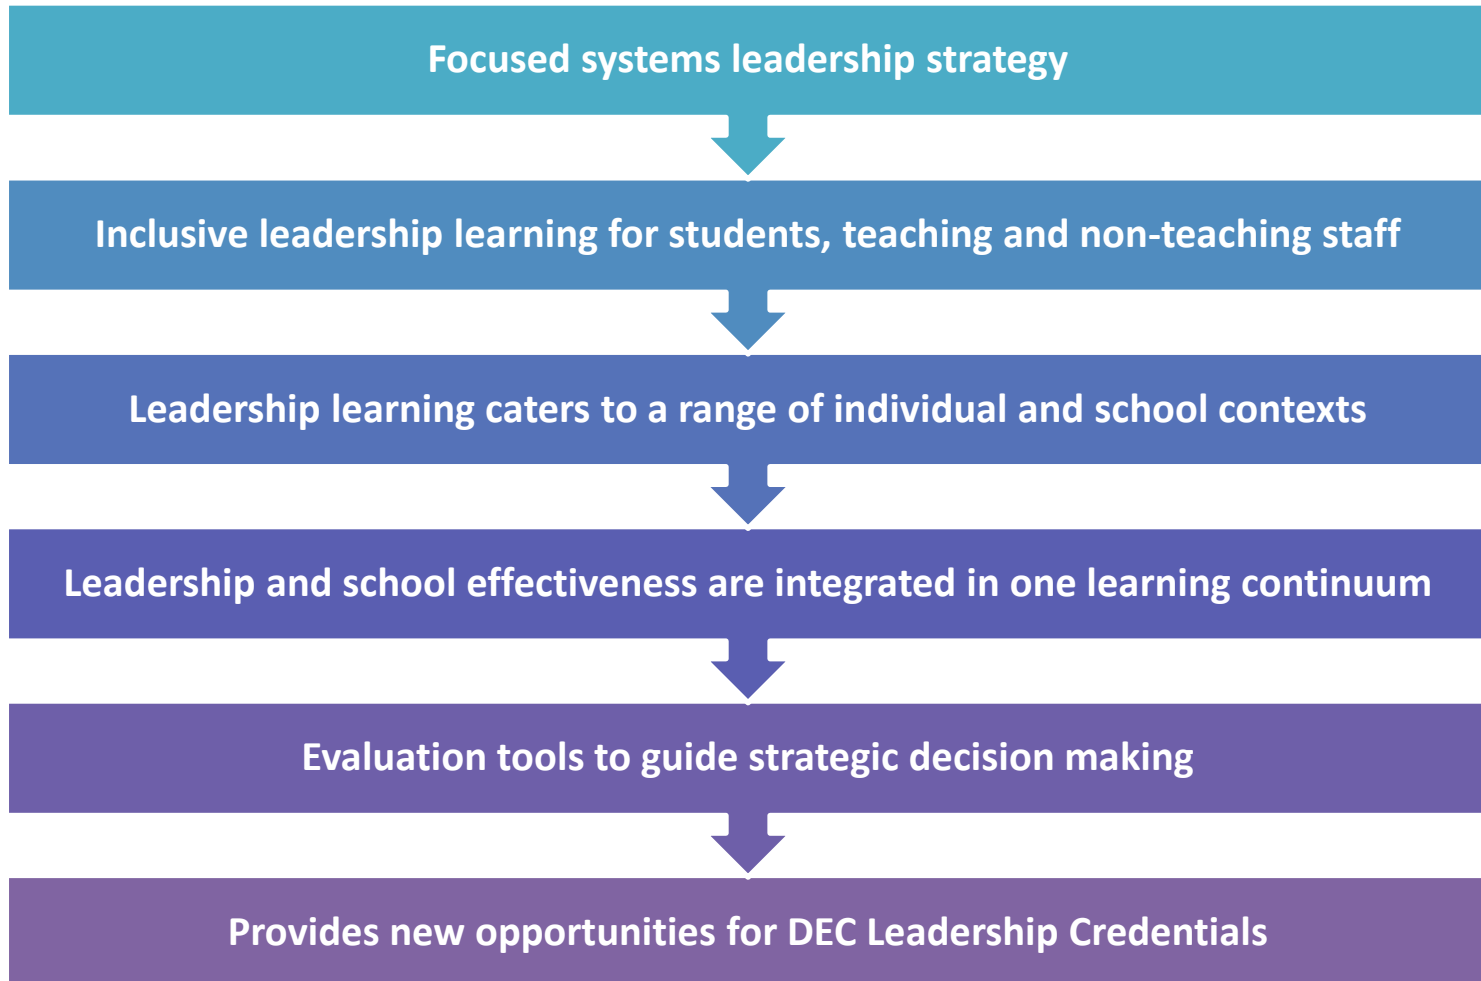 Focused systems leadership strategy
Inclusive leadership learning for students, teaching and non-teaching staff
Leadership learning caters to a range of individual and school contexts
Leadership and school effectiveness are integrated in one learning continuum
Evaluation tools to guide strategic decision making
Provides new opportunities for DEC Leadership Credentials